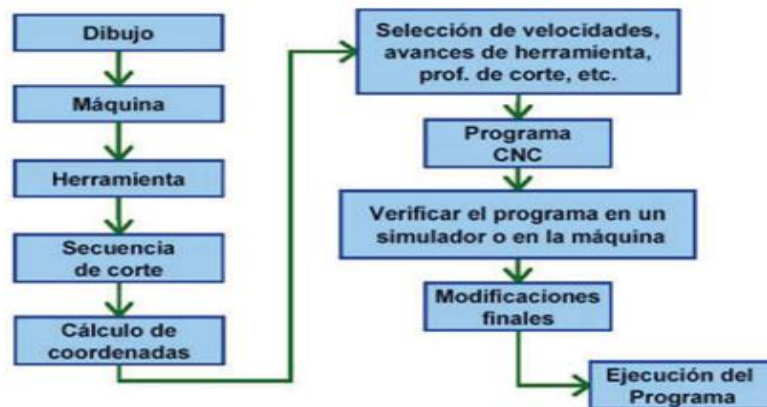 Dibujo
Máquina
Herramienta
Secuencia
de corte
Cálculo de
coordenadas
Selección de velocidades,
avances de herramienta,
prof. de corte, etc.
Programa
CNC
Verificar el programa en un
simulador o en la máquina
Modificaciones
finales
Ejecución del
Programa